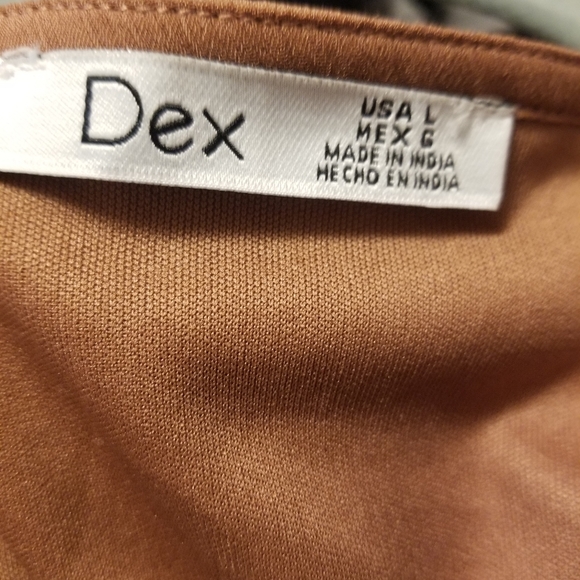 Dex
USA L
MEX G
MADE IN INDIA
HECHO EN INDIA